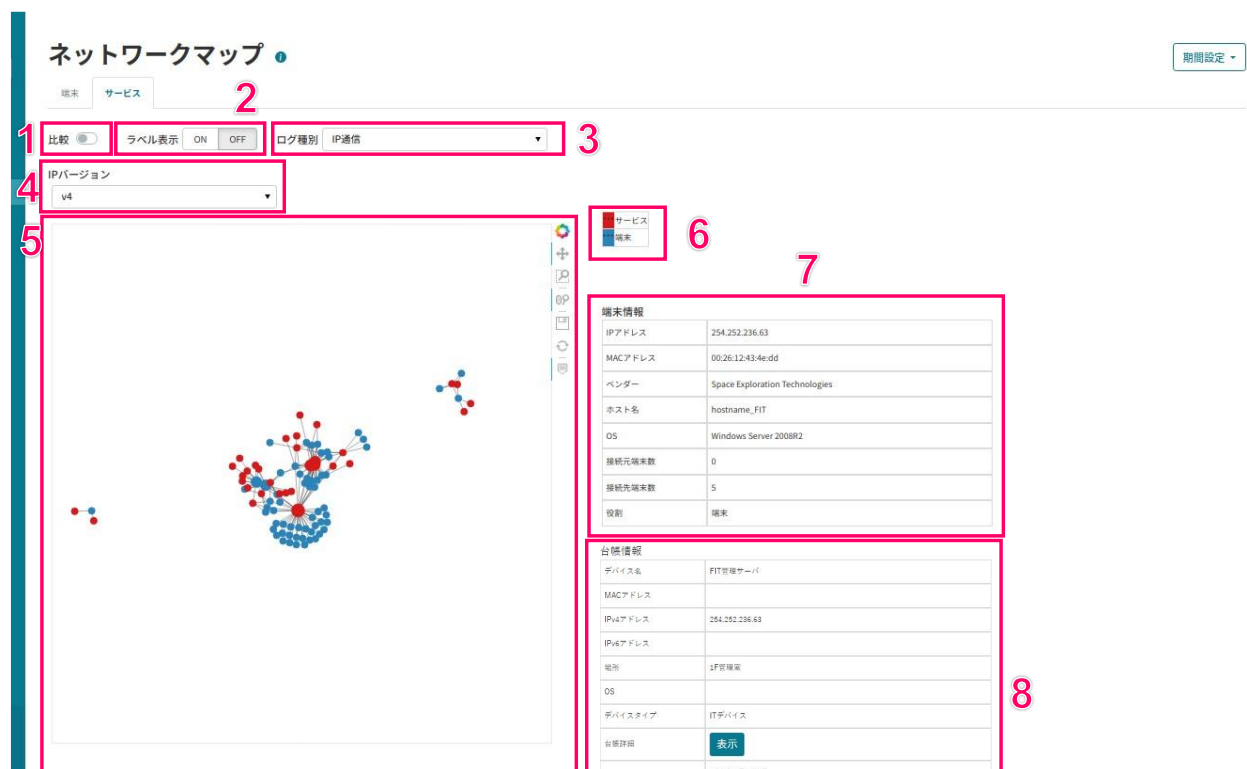 ネットワークマップ
期間設定
端末 サービス
2
1 比較 ラベル表示 ON OFF ログ種別 IP通信 3
IPバージョン
4 v4
5
サービス
端末
6
7
端末情報
IPアドレス 254.252.236.63
MACアドレス 00:26:12:43:4e:dd
ベンダー Space Exploration Technologies
ホスト名 hostname_FIT
OS Windows Server 2008R2
接続元端末数 0
接続先端末数 5
役割 端末
台帳情報
デバイス名 FIT管理サーバ
MACアドレス
IPv4アドレス 254.252.236.63
IPv6アドレス
場所 1F管理室
OS
8
デバイスタイプ ITデバイス
台帳詳細 表示